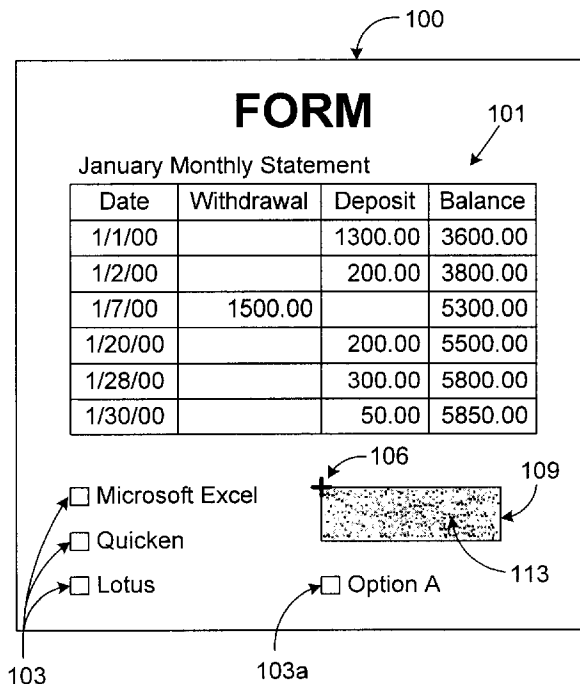 100
FORM
101
January Monthly Statement
Date Withdrawal Deposit Balance
1/1/00 1300.00 3600.00
1/2/00 200.00 3800.00
1/7/00 1500.00 5300.00
1/20/00 200.00 5500.00
1/28/00 300.00 5800.00
1/30/00 50.00 5850.00
106
109
Microsoft Excel
Quicken
113
Lotus Option A
103 103a